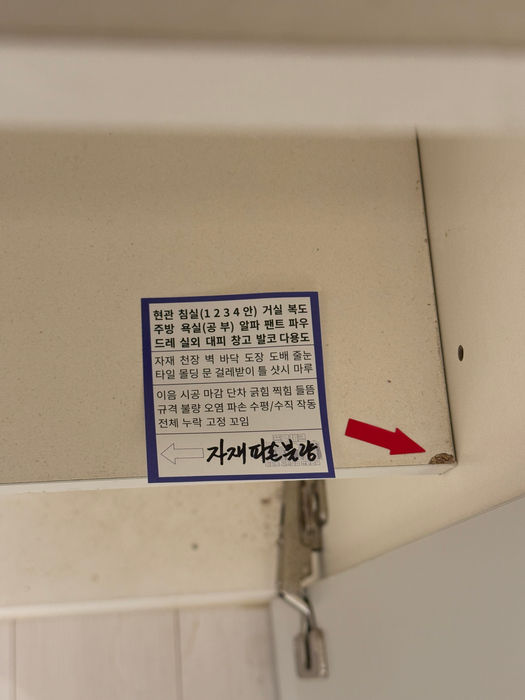 현관 침실(1 2 3 4 안) 거실 복도
주방 욕실(공 부) 알파 팬트 파우
드레 실외 대피 창고 발코 다용도
자재 천장 벽 바닥 도장 도배 줄눈
타일 몰딩 문 걸레받이 틀 샷시 마루
이음 시공 마감 단차 긁힘 찍힘 들뜸
규격 불량 오염 파손 수평/수직 작동
전체 누락 고정 꼬임
자재파손불량